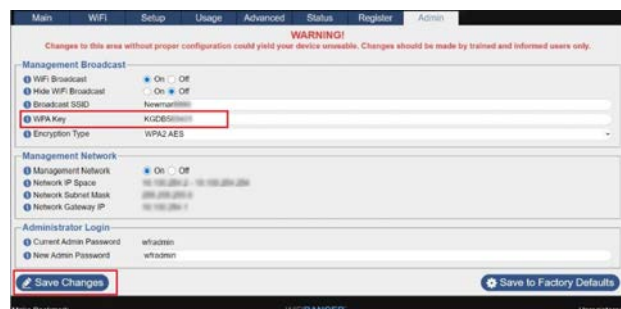 Main WiFi Setup Usage Advanced Status Register Admin
WARNING!
Changes to this area without proper configuration could yield your device unusable. Changes should be made by trained and informed users only.
Management Broadcast
WiFi Broadcast On Off
Hide WiFi Broadcast On Off
Broadcast SSID Newmar
WPA Key KGDBS
Encryption Type WPA2 AES
Management Network
Management Network On Off
Network IP Space
Network Subnet Mask
Network Gateway IP
Administrator Login
Current Admin Password wfradmin
New Admin Password wfradmin
Save Changes Save to Factory Defaults